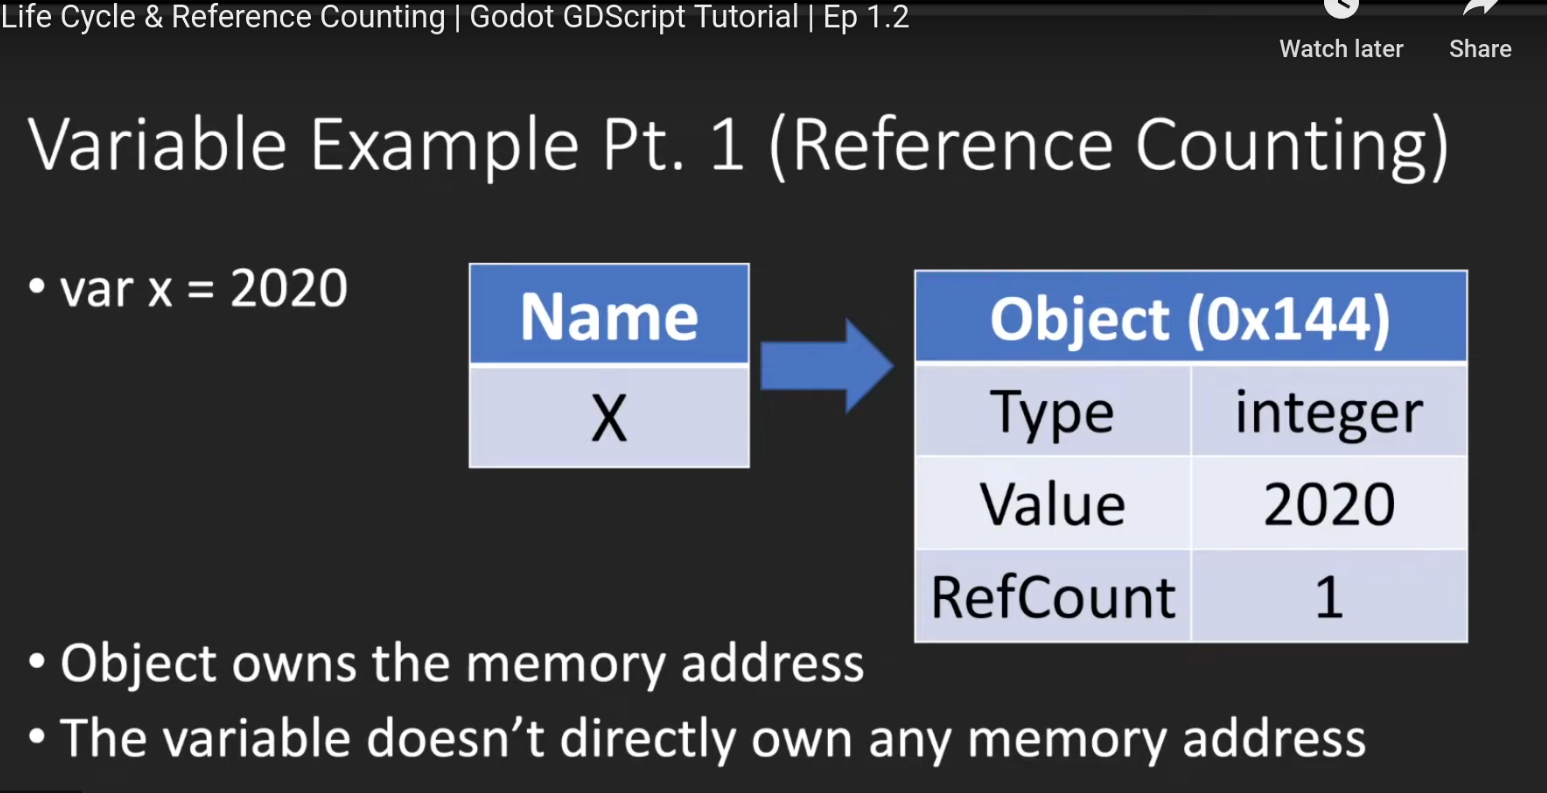 Life Cycle & Reference Counting | Godot GDScript Tutorial | Ep 1.2
Watch later
Share
Variable Example Pt. 1 (Reference Counting)
• var x = 2020
Name
X
Object (0x144)
Type integer
Value 2020
RefCount 1
• Object owns the memory address
• The variable doesn’t directly own any memory address